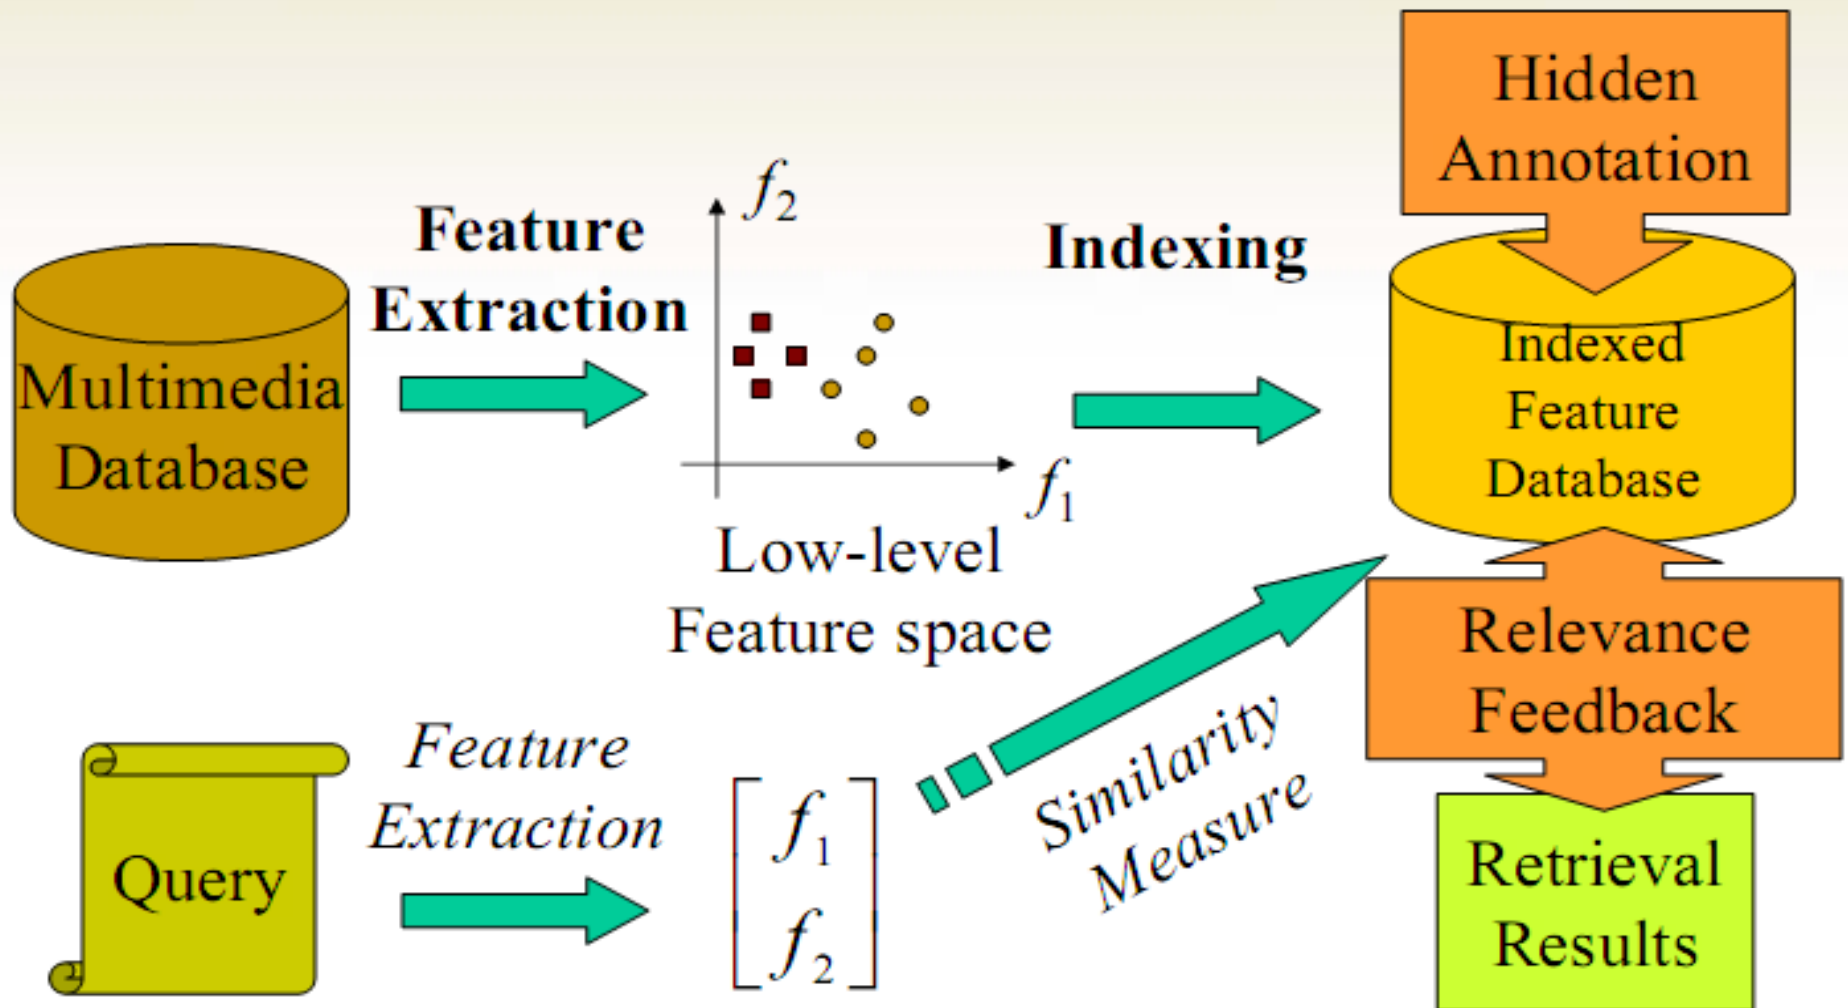 Hidden
Annotation
Feature
Extraction
f₂
Indexing
Multimedia
Database
f₁
Low-level
Feature space
Indexed
Feature
Database
Relevance
Feedback
Query
Feature
Extraction
f₁
f₂
Similarity
Measure
Retrieval
Results